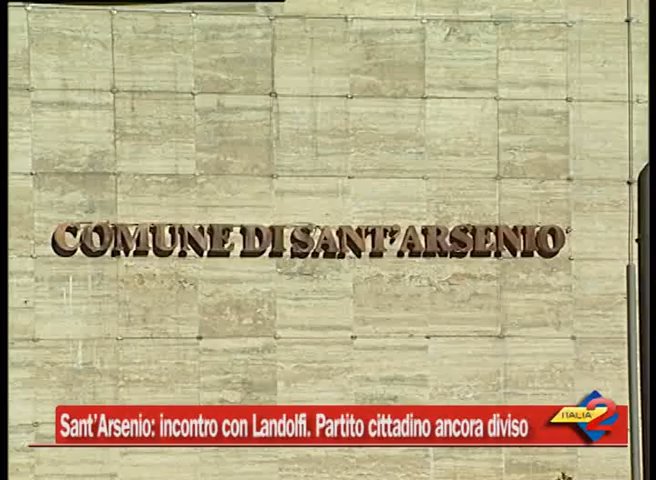 COMUNE DI SANT'ARSENIO
Sant'Arsenio: incontro con Landolfi. Partito cittadino ancora diviso
ITALIA 2